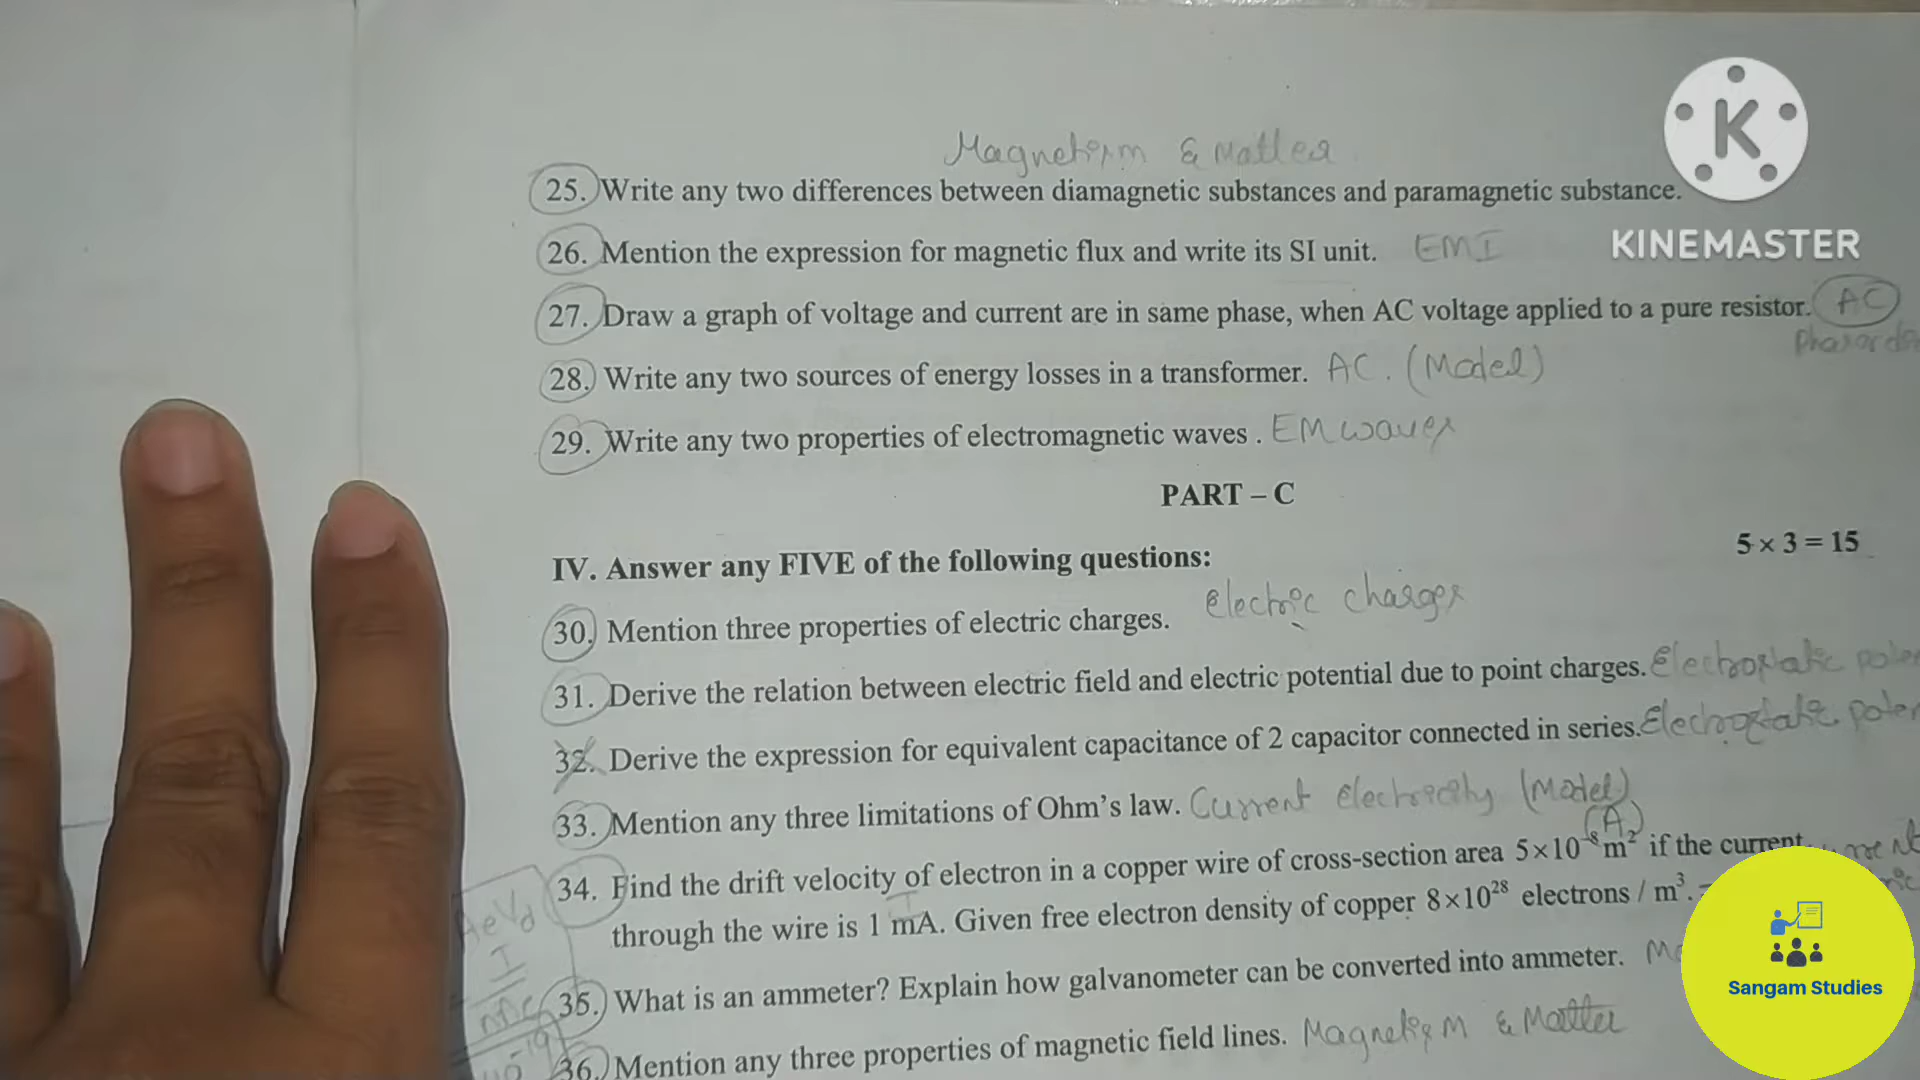 Magnetism & Matter
25. Write any two differences between diamagnetic substances and paramagnetic substance.
KINEMASTER
26. Mention the expression for magnetic flux and write its SI unit. EMI
27. Draw a graph of voltage and current are in same phase, when AC voltage applied to a pure resistor. AC
28. Write any two sources of energy losses in a transformer. AC. (Model)
29. Write any two properties of electromagnetic waves . EM waves
PART – C
5 × 3 = 15
IV. Answer any FIVE of the following questions:
30. Mention three properties of electric charges. Electric charges
31. Derive the relation between electric field and electric potential due to point charges. Electrostatic
32. Derive the expression for equivalent capacitance of 2 capacitor connected in series. Electrostatic
33. Mention any three limitations of Ohm's law. Current electricity (Model)
(A)
34. Find the drift velocity of electron in a copper wire of cross-section area 5×10⁻⁸ m² if the current
I
through the wire is 1 mA. Given free electron density of copper 8×10²⁸ electrons / m³.
AeVd
I
35. What is an ammeter? Explain how galvanometer can be converted into ammeter.
36. Mention any three properties of magnetic field lines. Magnetism & Matter
K
Sangam Studies